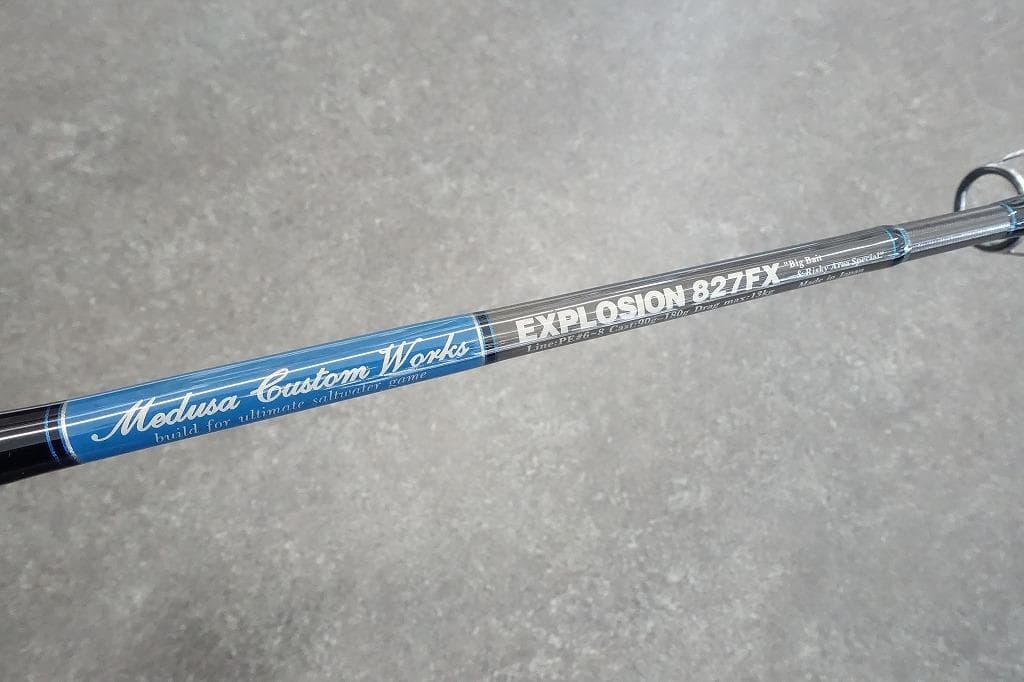 Medusa Custom Works
build for ultimate saltwater game
EXPLOSION 827FX
"Big Bait
& Risky Area Special"
Line:PE#6~8 Cast:90g~180g Drag max:13kg
Made in Japan